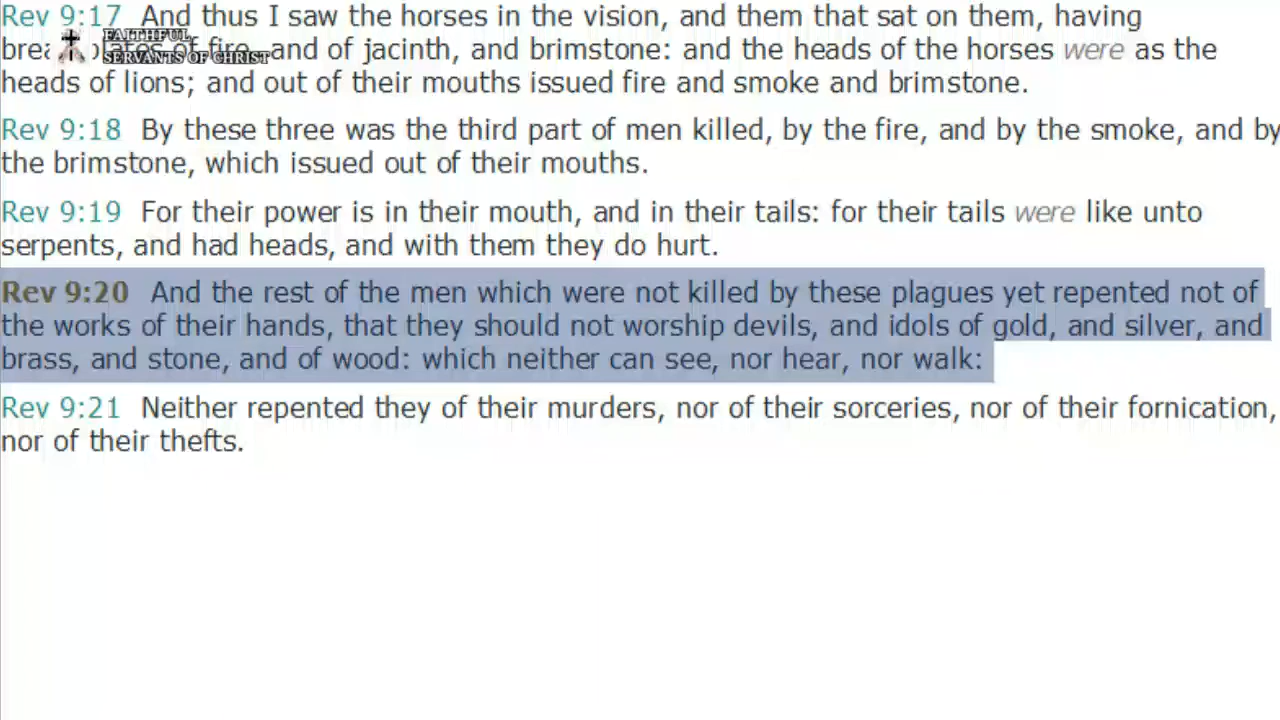 Rev 9:17 And thus I saw the horses in the vision, and them that sat on them, having
breastplates of fire, and of jacinth, and brimstone: and the heads of the horses were as the
heads of lions; and out of their mouths issued fire and smoke and brimstone.
Rev 9:18 By these three was the third part of men killed, by the fire, and by the smoke, and by
the brimstone, which issued out of their mouths.
Rev 9:19 For their power is in their mouth, and in their tails: for their tails were like unto
serpents, and had heads, and with them they do hurt.
Rev 9:20 And the rest of the men which were not killed by these plagues yet repented not of
the works of their hands, that they should not worship devils, and idols of gold, and silver, and
brass, and stone, and of wood: which neither can see, nor hear, nor walk:
Rev 9:21 Neither repented they of their murders, nor of their sorceries, nor of their fornication,
nor of their thefts.
FAITHFUL
SERVANTS OF CHRIST